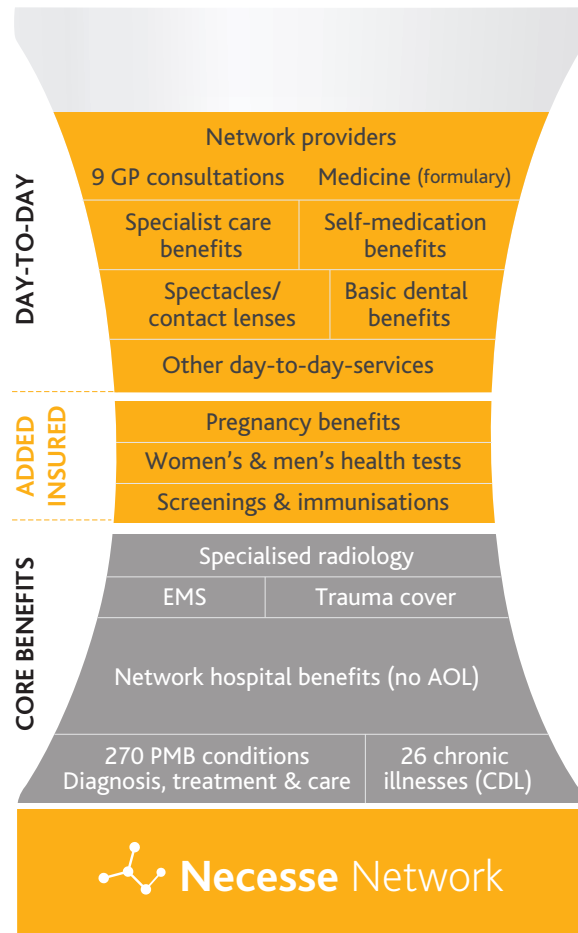 DAY-TO-DAY
Network providers
9 GP consultations Medicine (formulary)
Specialist care benefits
Self-medication benefits
Spectacles/
contact lenses
Basic dental
benefits
Other day-to-day-services
ADDED
INSURED
Pregnancy benefits
Women's & men's health tests
Screenings & immunisations
CORE BENEFITS
Specialised radiology
EMS
Trauma cover
Network hospital benefits (no AOL)
270 PMB conditions
Diagnosis, treatment & care
26 chronic
illnesses (CDL)
Necesse Network